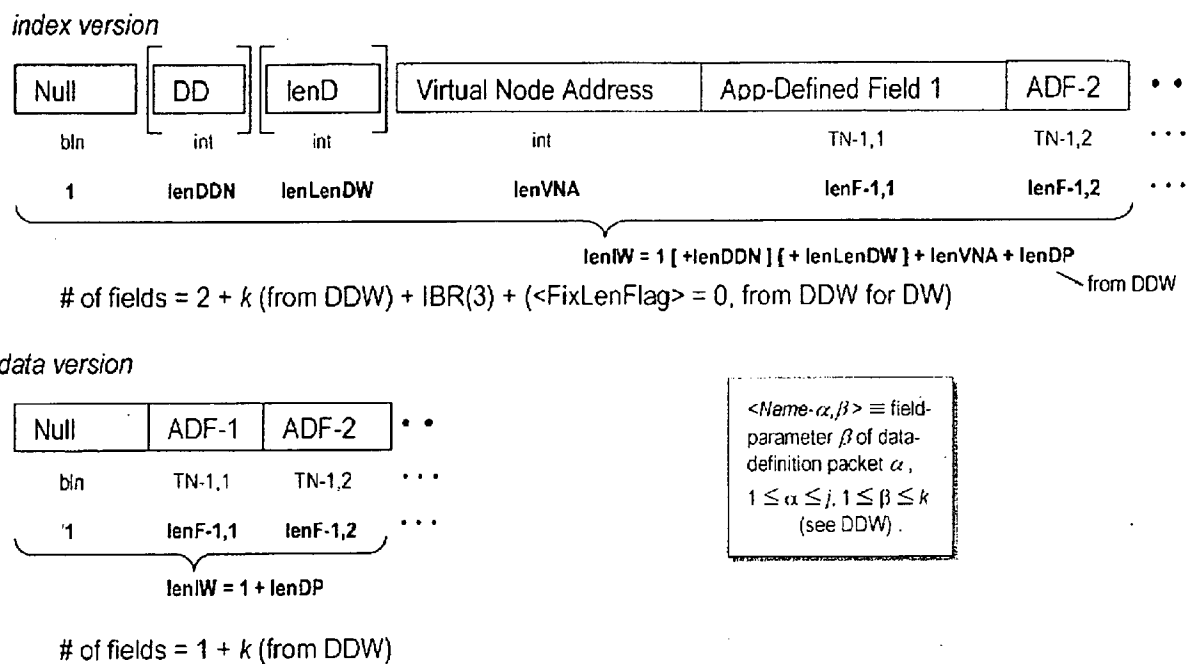 index version
Null DD lenD Virtual Node Address App-Defined Field 1 ADF-2 • •
bln int int int TN-1,1 TN-1,2 • • •
1 lenDDN lenLenDW lenVNA lenF-1,1 lenF-1,2 • • •
lenIW = 1 [ +lenDDN ] [ + lenLenDW ] + lenVNA + lenDP
from DDW
# of fields = 2 + k (from DDW) + IBR(3) + (<FixLenFlag> = 0, from DDW for DW)
data version
Null ADF-1 ADF-2 • •
bln TN-1,1 TN-1,2 • • •
1 lenF-1,1 lenF-1,2 • • •
lenIW = 1 + lenDP
# of fields = 1 + k (from DDW)
<Name-α,β> ≡ field-
parameter β of data-
definition packet α ,
1 ≤ α ≤ j, 1 ≤ β ≤ k
(see DDW) .